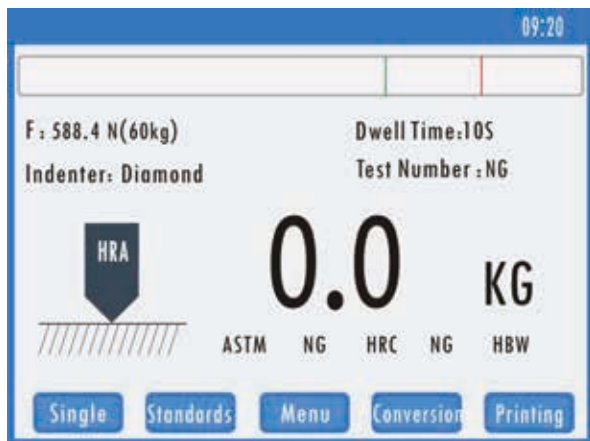 09:20
F: 588.4 N(60kg) Dwell Time:10S
Indenter: Diamond Test Number :NG
HRA 0.0 KG
ASTM NG HRC NG HBW
Single Standards Menu Conversion Printing